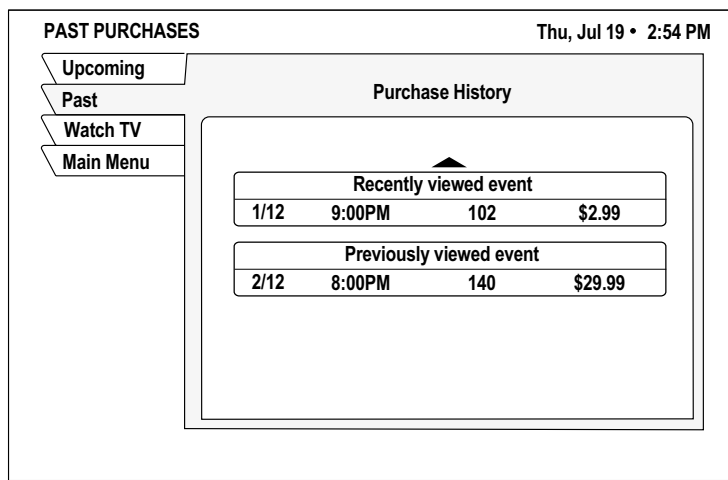 PAST PURCHASES Thu, Jul 19 • 2:54 PM
Upcoming
Past
Watch TV
Main Menu
Purchase History
Recently viewed event
1/12 9:00PM 102 $2.99
Previously viewed event
2/12 8:00PM 140 $29.99